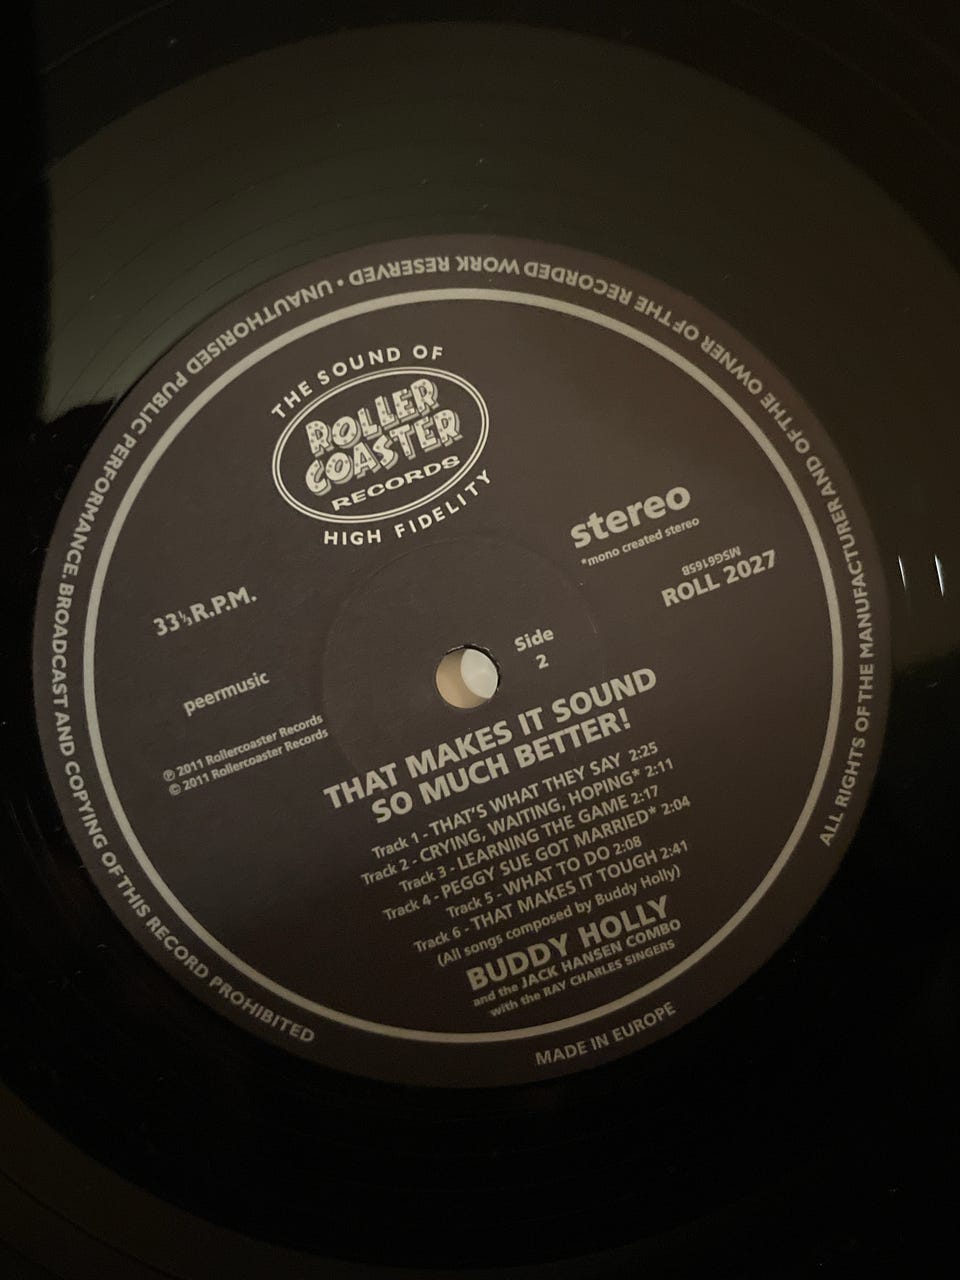 ALL RIGHTS OF THE MANUFACTURER AND OF THE OWNER OF THE RECORDED WORK RESERVED • UNAUTHORISED PUBLIC PERFORMANCE, BROADCAST AND COPYING OF THIS RECORD PROHIBITED
THE SOUND OF
ROLLER
COASTER
RECORDS
HIGH FIDELITY
stereo
*mono created stereo
MSG61658
ROLL 2027
33⅓ R.P.M.
Side
2
peermusic
℗ 2011 Rollercoaster Records
© 2011 Rollercoaster Records
THAT MAKES IT SOUND
SO MUCH BETTER!
Track 1 - THAT'S WHAT THEY SAY 2:25
Track 2 - CRYING, WAITING, HOPING* 2:11
Track 3 - LEARNING THE GAME 2:17
Track 4 - PEGGY SUE GOT MARRIED* 2:04
Track 5 - WHAT TO DO 2:08
Track 6 - THAT MAKES IT TOUGH 2:41
(All songs composed by Buddy Holly)
BUDDY HOLLY
and the JACK HANSEN COMBO
with the RAY CHARLES SINGERS
MADE IN EUROPE